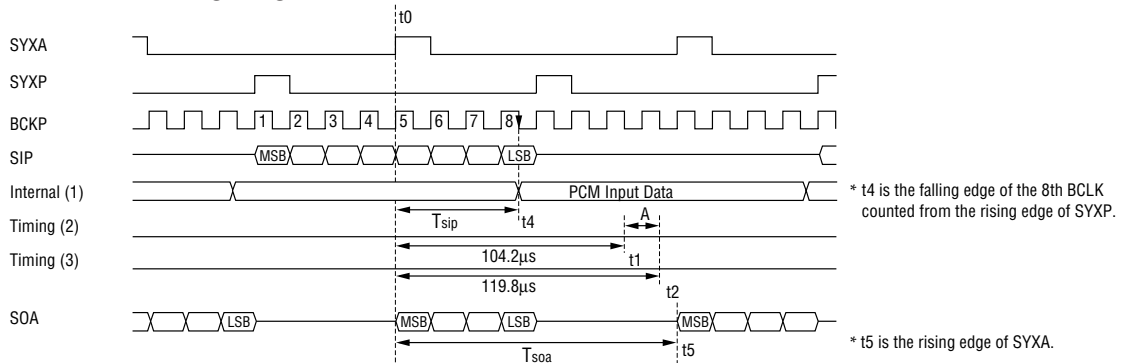 t0
SYXA
SYXP
BCKP 1 2 3 4 5 6 7 8
SIP MSB LSB
Internal (1) PCM Input Data
* t4 is the falling edge of the 8th BCLK
counted from the rising edge of SYXP.
Tsip t4 A
Timing (2)
104.2μs t1
Timing (3)
119.8μs
t2
SOA LSB MSB LSB MSB
Tsoa t5
* t5 is the rising edge of SYXA.